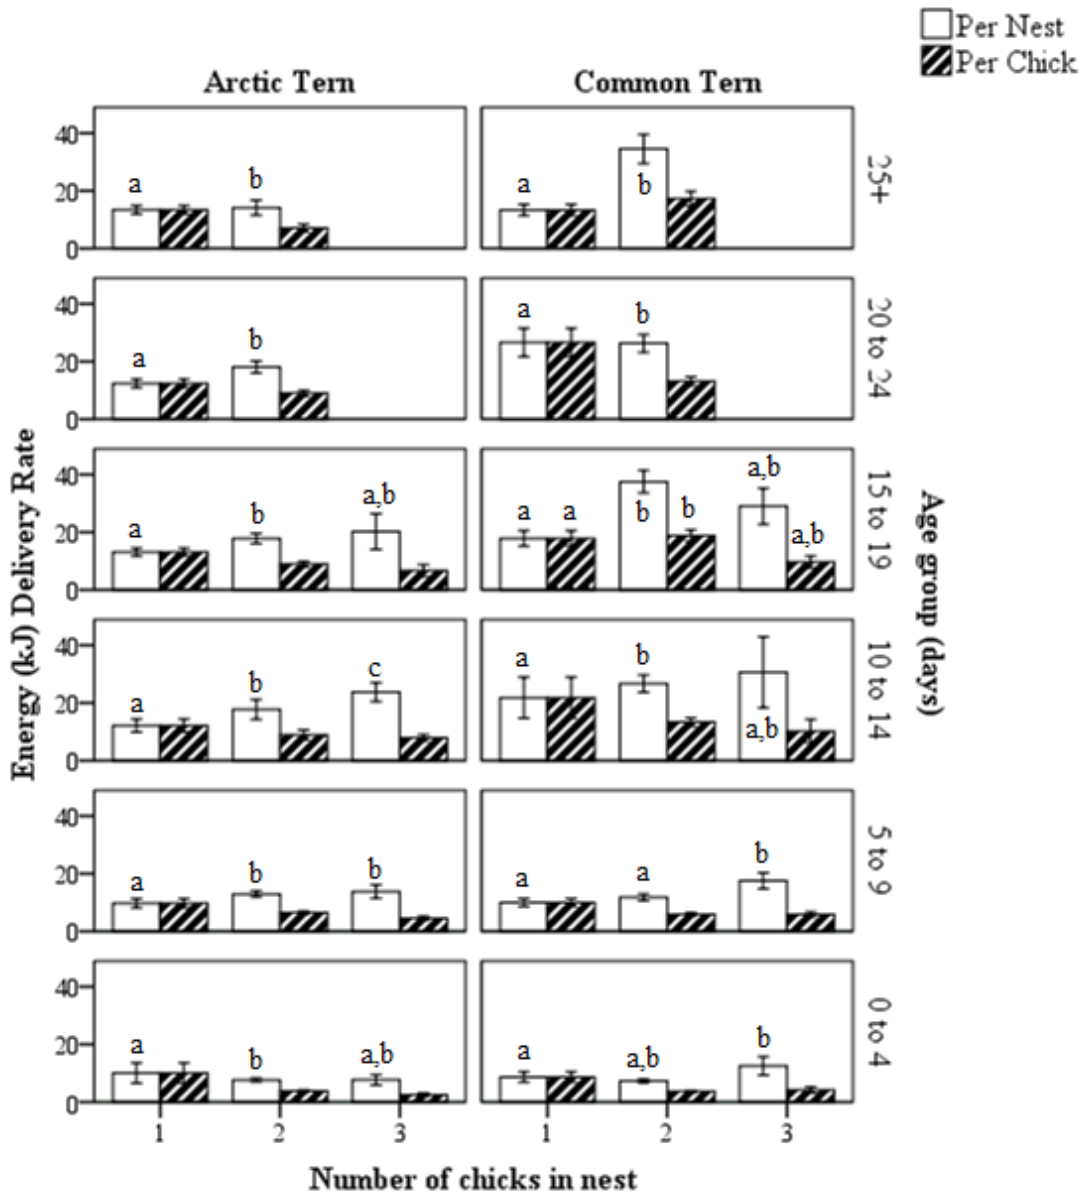 Per Nest
Per Chick
Arctic Tern
Common Tern
40
20
0
a
b
a
b
25+
40
20
0
a
b
a
b
20 to 24
40
20
0
a
b
a,b
a
a
b
b
a,b
a,b
15 to 19
40
20
0
a
b
c
a
b
a,b
10 to 14
40
20
0
a
b
b
a
a
b
5 to 9
40
20
0
a
b
a,b
a
a,b
b
0 to 4
Energy (kJ) Delivery Rate
Age group (days)
1
2
3
1
2
3
Number of chicks in nest